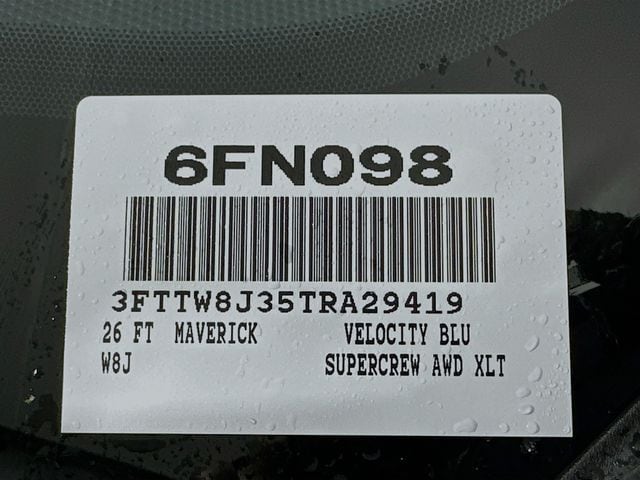 6FN098
3FTTW8J35TRA29419
26 FT MAVERICK VELOCITY BLU
W8J SUPERCREW AWD XLT